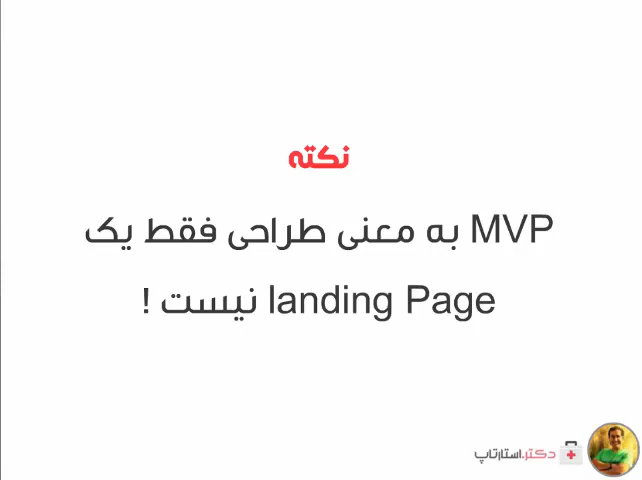 نکته
MVP به معنی طراحی فقط یک
landing Page نیست !
دکتر.استارتاپ